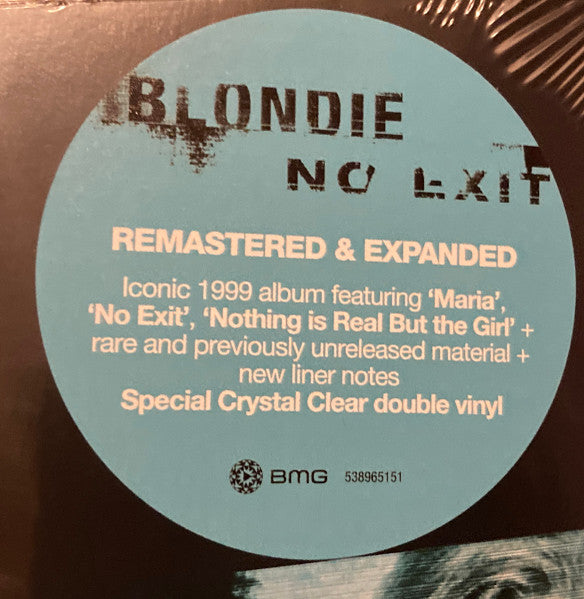 BLONDIE
NO EXIT
REMASTERED & EXPANDED
Iconic 1999 album featuring ‘Maria’,
‘No Exit’, ‘Nothing is Real But the Girl’ +
rare and previously unreleased material +
new liner notes
Special Crystal Clear double vinyl
BMG 538965151